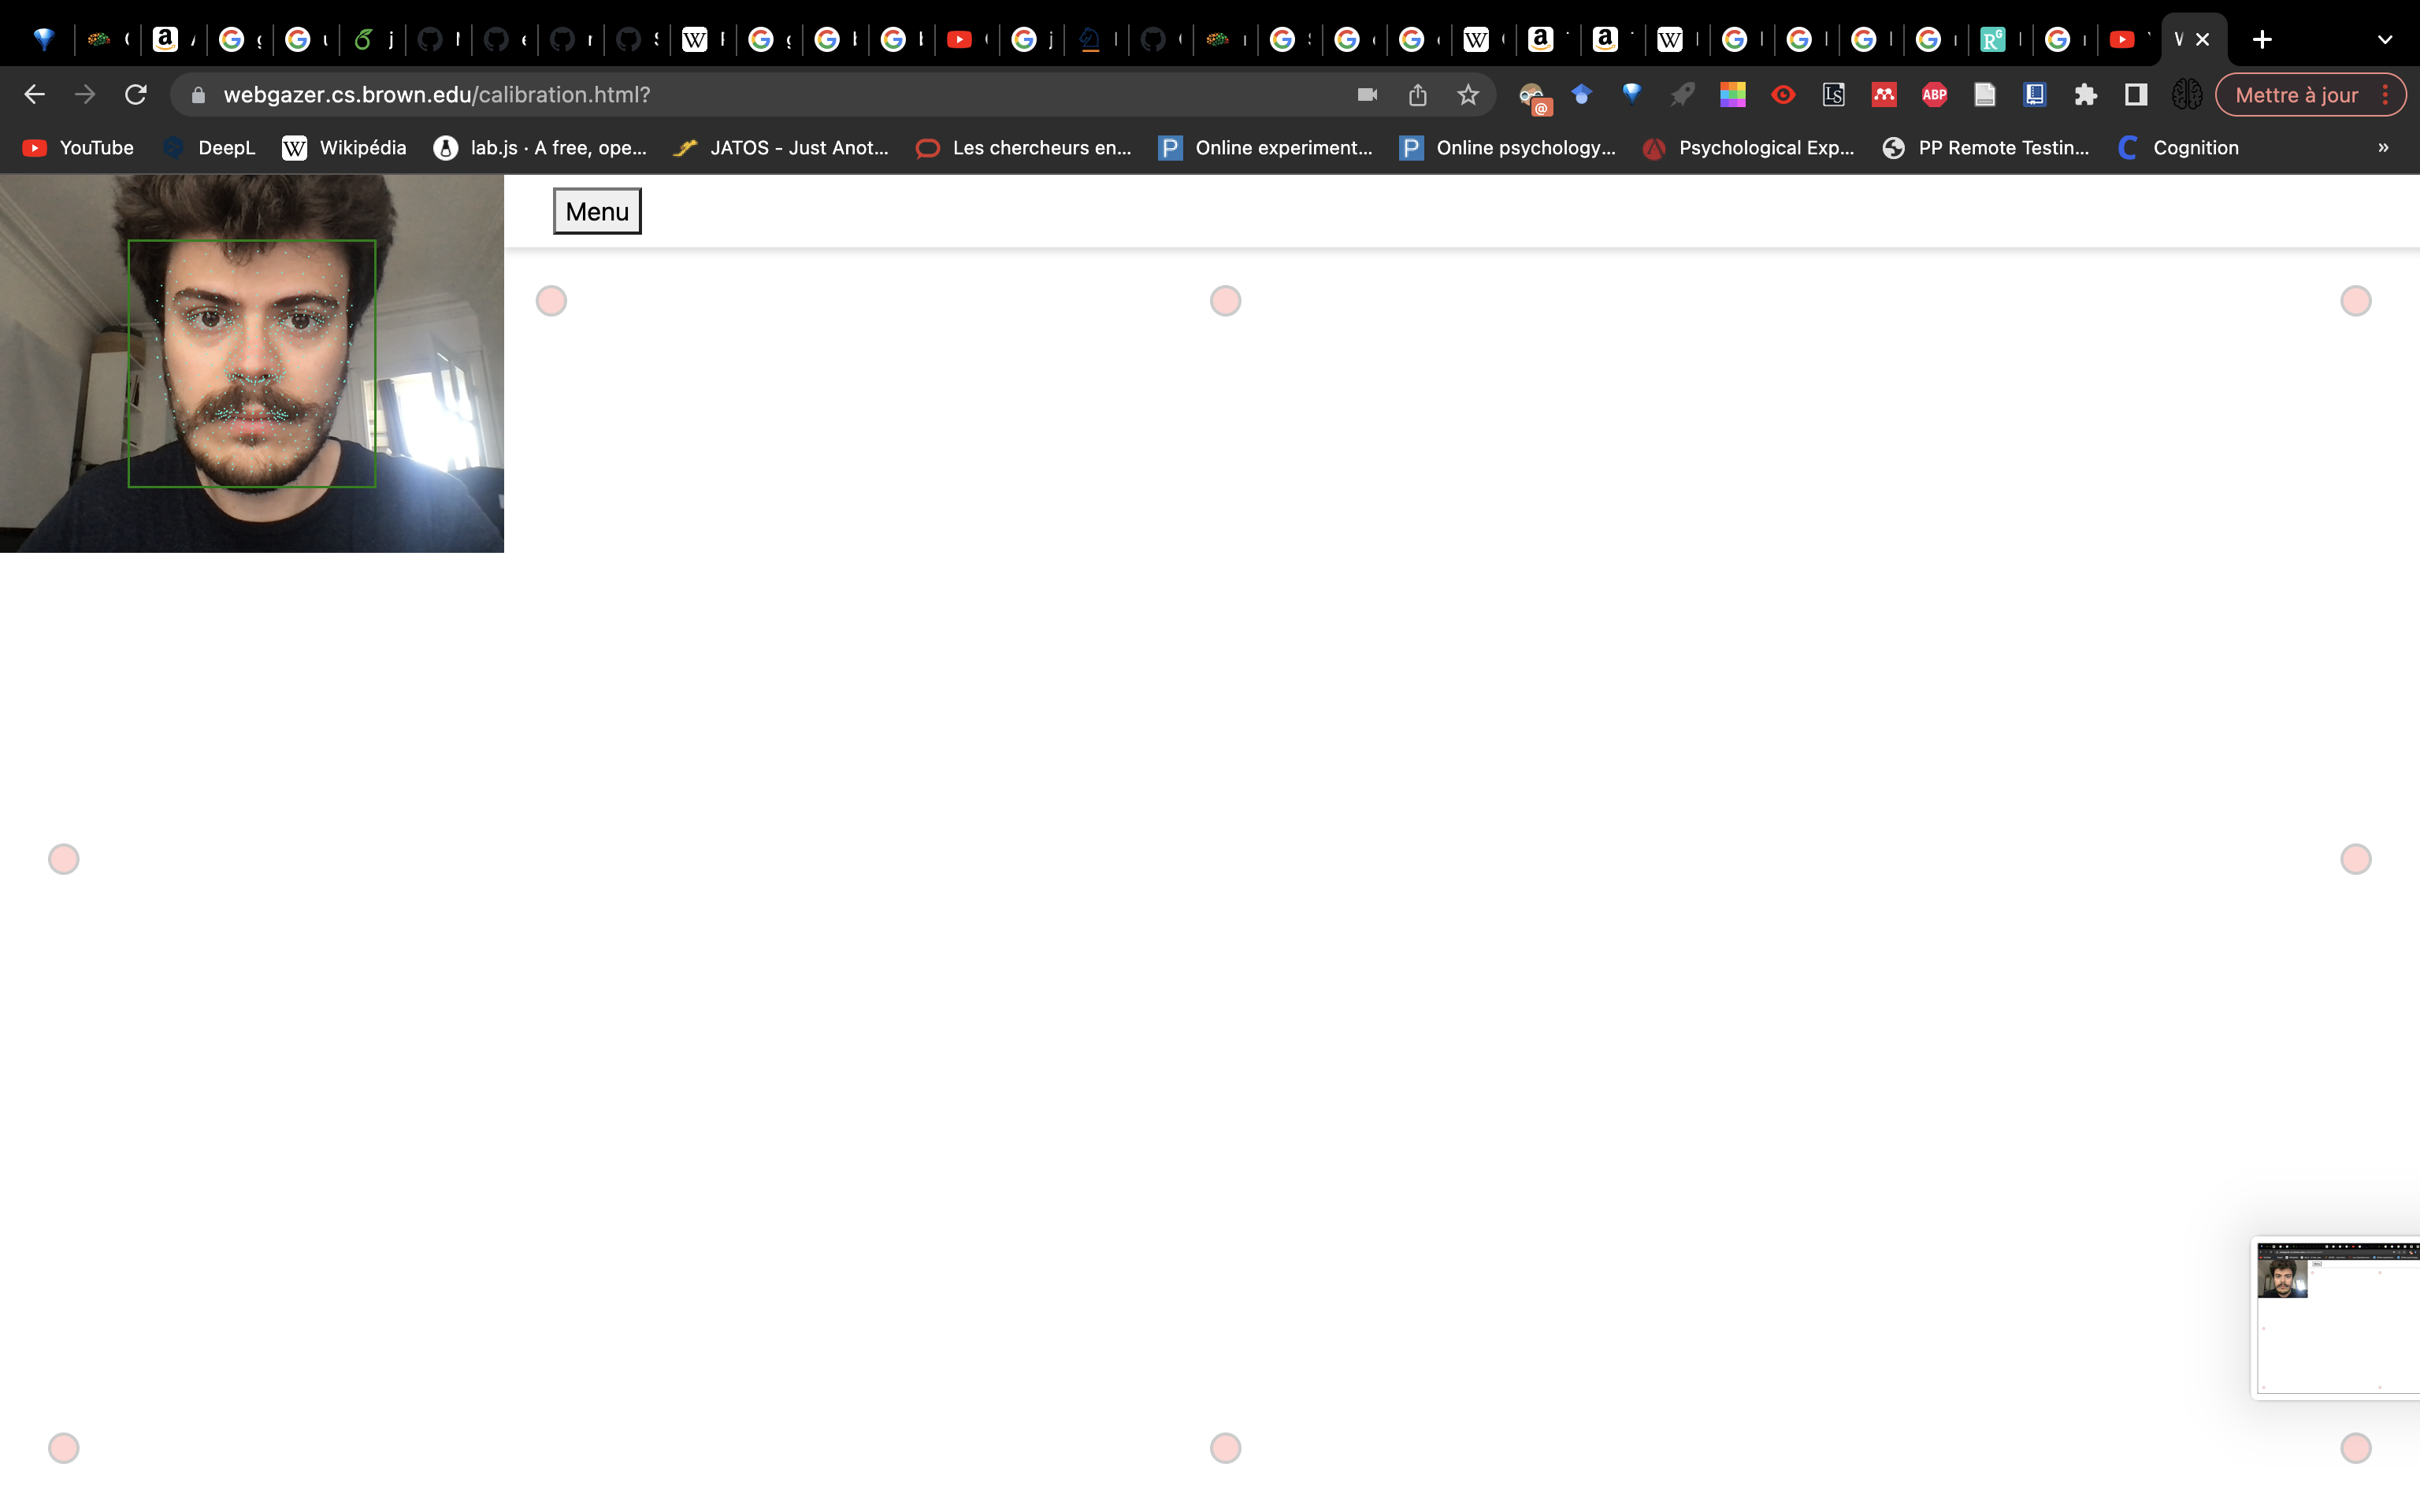 webgazer.cs.brown.edu/calibration.html?
Mettre à jour
YouTube DeepL Wikipédia lab.js · A free, ope... JATOS - Just Anot... Les chercheurs en... Online experiment... Online psychology... Psychological Exp... PP Remote Testin... Cognition »
Menu